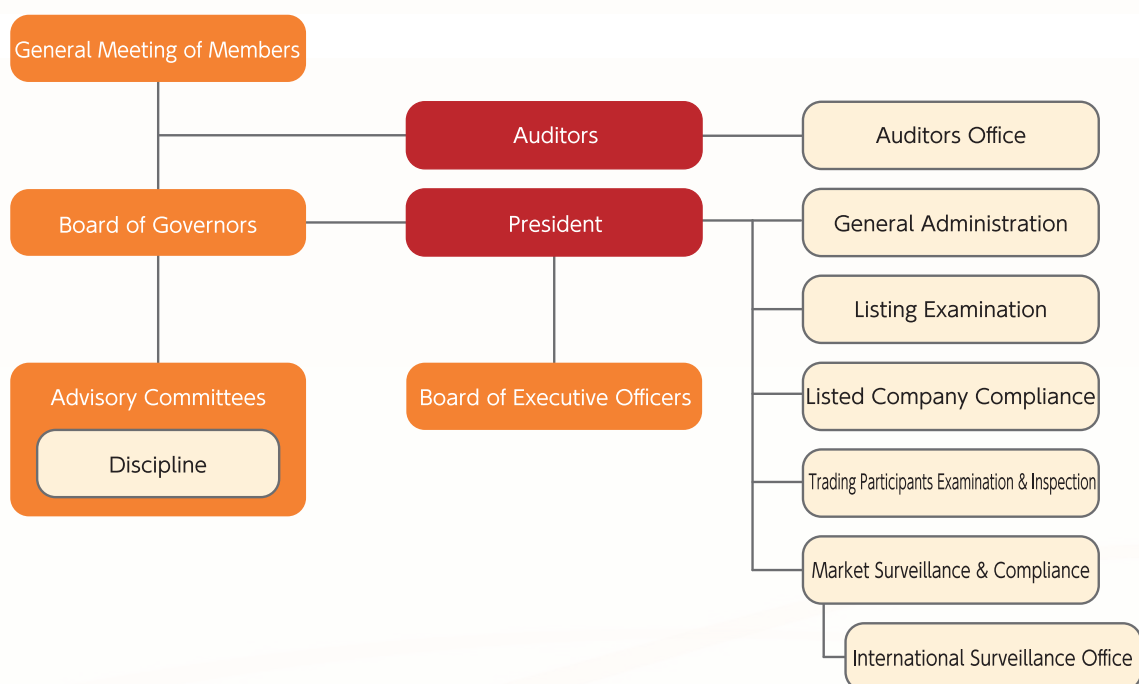 General Meeting of Members
Auditors
Auditors Office
Board of Governors
President
General Administration
Listing Examination
Advisory Committees
Board of Executive Officers
Listed Company Compliance
Discipline
Trading Participants Examination & Inspection
Market Surveillance & Compliance
International Surveillance Office